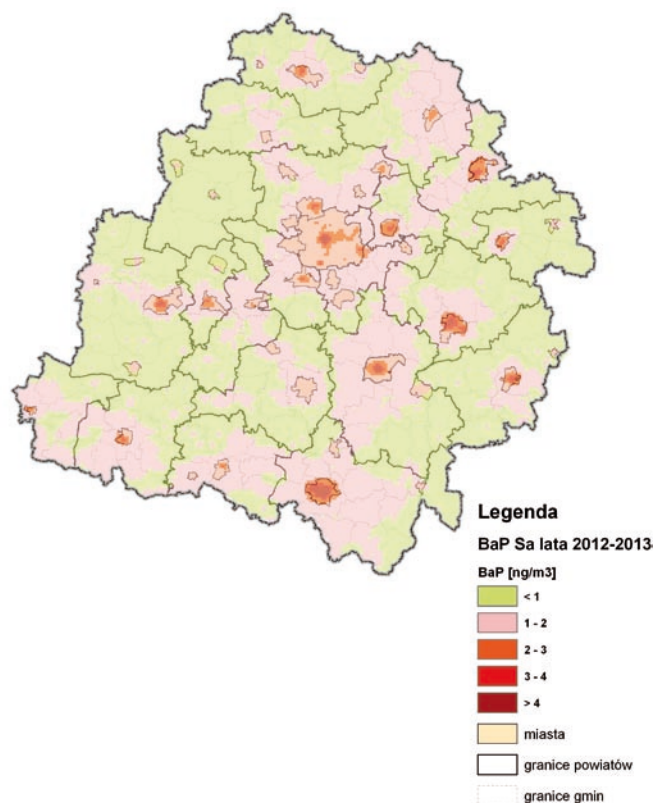 Legenda
BaP Sa lata 2012-2013
BaP [ng/m3]
< 1
1 - 2
2 - 3
3 - 4
> 4
miasta
granice powiatów
granice gmin